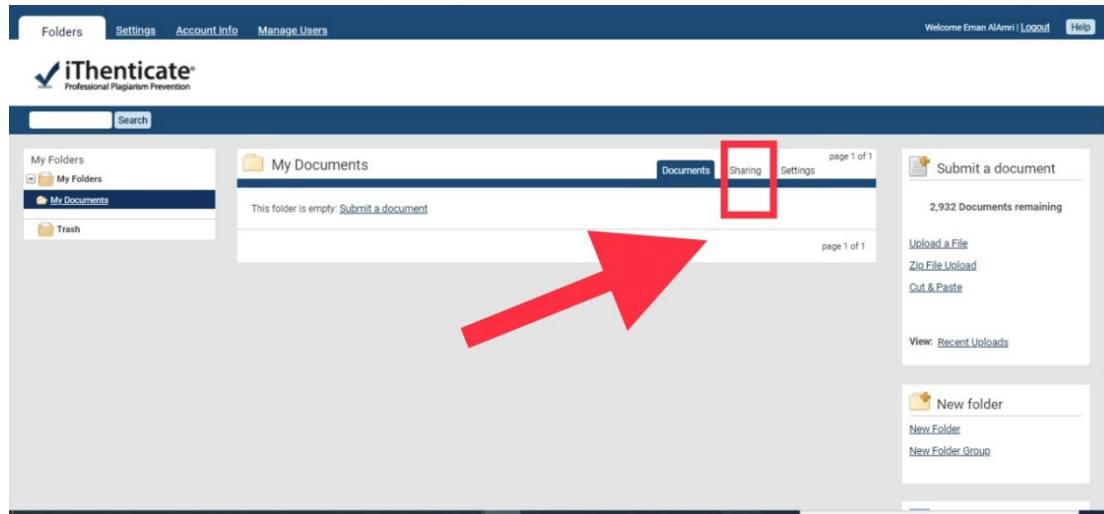 Folders Settings Account Info Manage Users
Welcome Eman AlAmri | Logout Help
iThenticate®
Professional Plagiarism Prevention
Search
My Folders
My Folders
My Documents
Trash
My Documents
Documents Sharing Settings
page 1 of 1
This folder is empty: Submit a document
page 1 of 1
Submit a document
2,932 Documents remaining
Upload a File
Zip File Upload
Cut & Paste
View: Recent Uploads
New folder
New Folder
New Folder Group